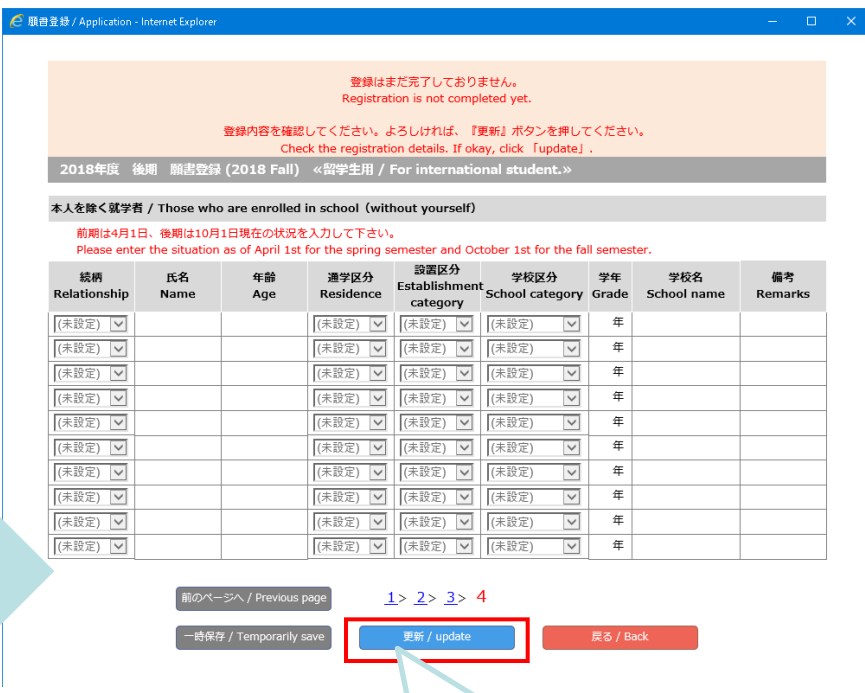 願書登録 / Application - Internet Explorer
登録はまだ完了しておりません。
Registration is not completed yet.
登録内容を確認してください。よろしければ、『更新』ボタンを押してください。
Check the registration details. If okay, click 「update」.
2018年度 後期 願書登録 (2018 Fall) ≪留学生用 / For international student.≫
本人を除く就学者 / Those who are enrolled in school（without yourself）
前期は4月1日、後期は10月1日現在の状況を入力して下さい。
Please enter the situation as of April 1st for the spring semester and October 1st for the fall semester.
続柄 氏名 年齢 通学区分 設置区分 学校区分 学年 学校名 備考
Relationship Name Age Residence Establishment category School category Grade School name Remarks
(未設定) (未設定) (未設定) (未設定) 年
(未設定) (未設定) (未設定) (未設定) 年
(未設定) (未設定) (未設定) (未設定) 年
(未設定) (未設定) (未設定) (未設定) 年
(未設定) (未設定) (未設定) (未設定) 年
(未設定) (未設定) (未設定) (未設定) 年
(未設定) (未設定) (未設定) (未設定) 年
(未設定) (未設定) (未設定) (未設定) 年
(未設定) (未設定) (未設定) (未設定) 年
(未設定) (未設定) (未設定) (未設定) 年
前のページへ / Previous page 1> 2> 3> 4
一時保存 / Temporarily save 更新 / update 戻る / Back